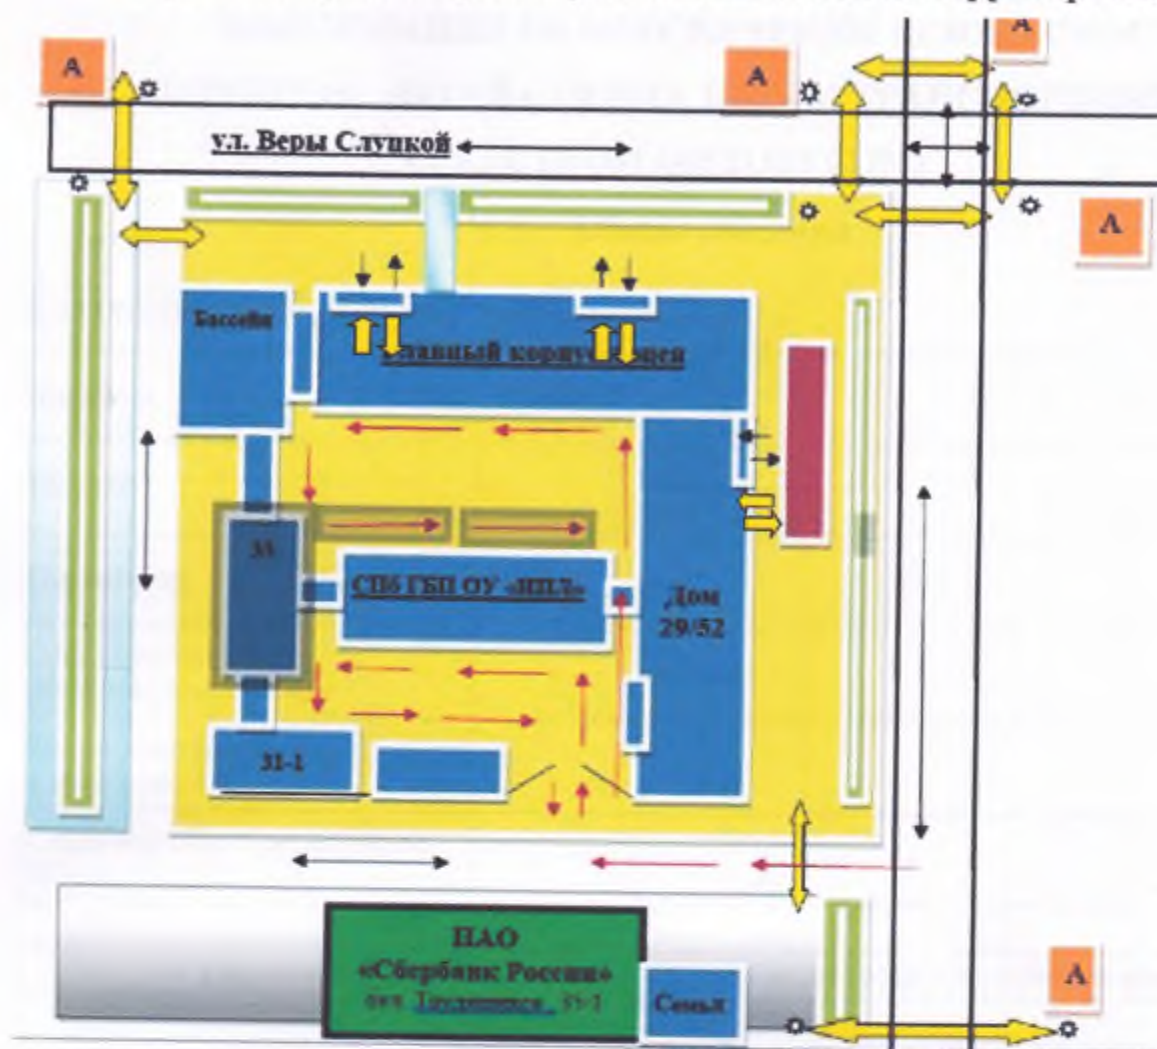 А
А
А
ул. Веры Слуцкой
А
Бассейн
Главный корпус лицея
СПб ГБП ОУ «ИПЛ»
Дом
29/52
31-1
ПАО
«Сбербанк России»
Семья
А